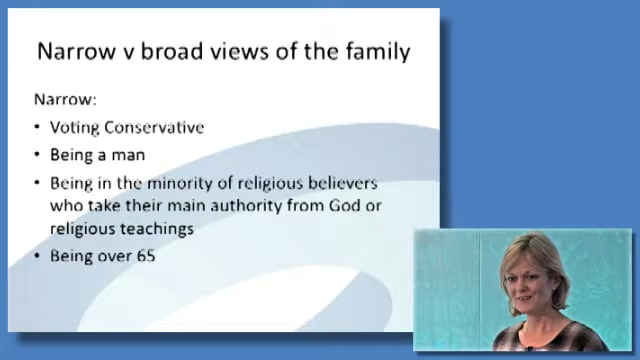 Narrow v broad views of the family
Narrow:
• Voting Conservative
• Being a man
• Being in the minority of religious believers
who take their main authority from God or
religious teachings
• Being over 65